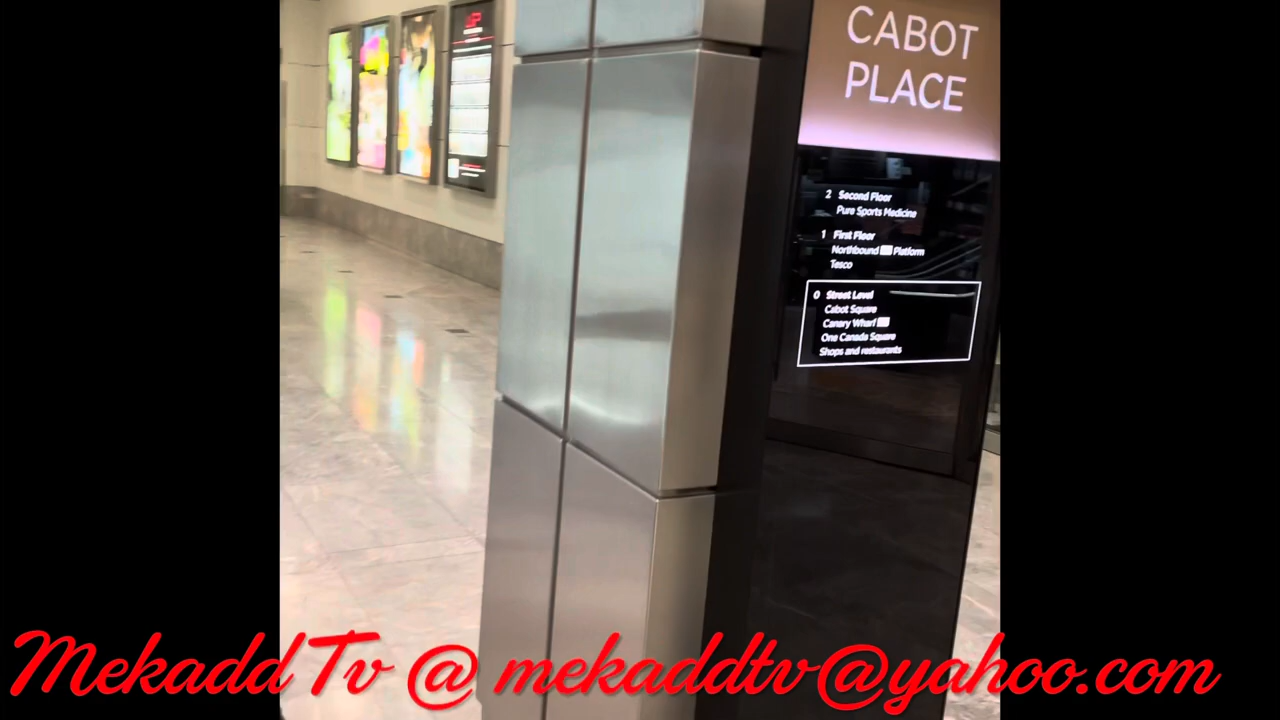 CABOT
PLACE
2 Second Floor
Pure Sports Medicine
1 First Floor
Northbound Platform
Tesco
0 Street Level
Cabot Square
Canary Wharf
One Canada Square
Shops and restaurants
Mekadd Tv @ mekaddtv@yahoo.com